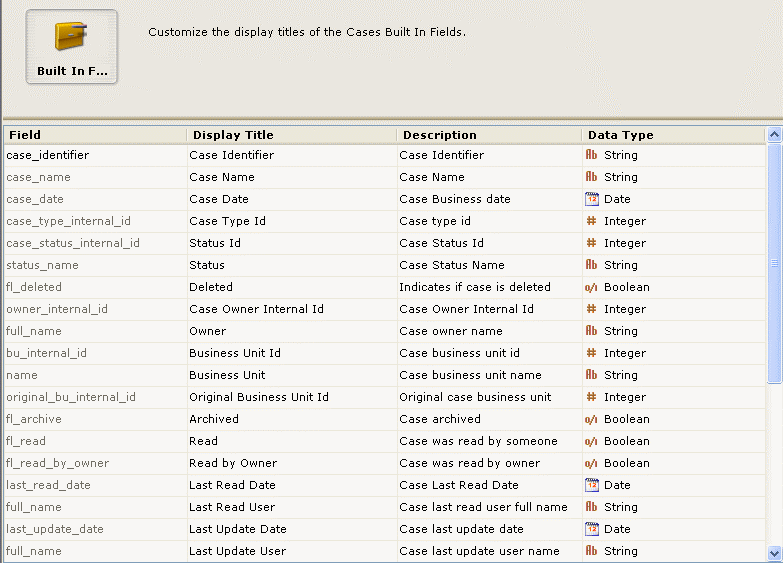 Customize the display titles of the Cases Built In Fields.
Built In F...
Field Display Title Description Data Type
case_identifier Case Identifier Case Identifier Ab String
case_name Case Name Case Name Ab String
case_date Case Date Case Business date 12 Date
case_type_internal_id Case Type Id Case type id # Integer
case_status_internal_id Status Id Case Status Id # Integer
status_name Status Case Status Name Ab String
fl_deleted Deleted Indicates if case is deleted 0/1 Boolean
owner_internal_id Case Owner Internal Id Case Owner Internal Id # Integer
full_name Owner Case owner name Ab String
bu_internal_id Business Unit Id Case business unit id # Integer
name Business Unit Case business unit name Ab String
original_bu_internal_id Original Business Unit Id Original case business unit # Integer
fl_archive Archived Case archived 0/1 Boolean
fl_read Read Case was read by someone 0/1 Boolean
fl_read_by_owner Read by Owner Case was read by owner 0/1 Boolean
last_read_date Last Read Date Case Last Read Date 12 Date
full_name Last Read User Case last read user full name Ab String
last_update_date Last Update Date Case last update date 12 Date
full_name Last Update User Case last update user name Ab String